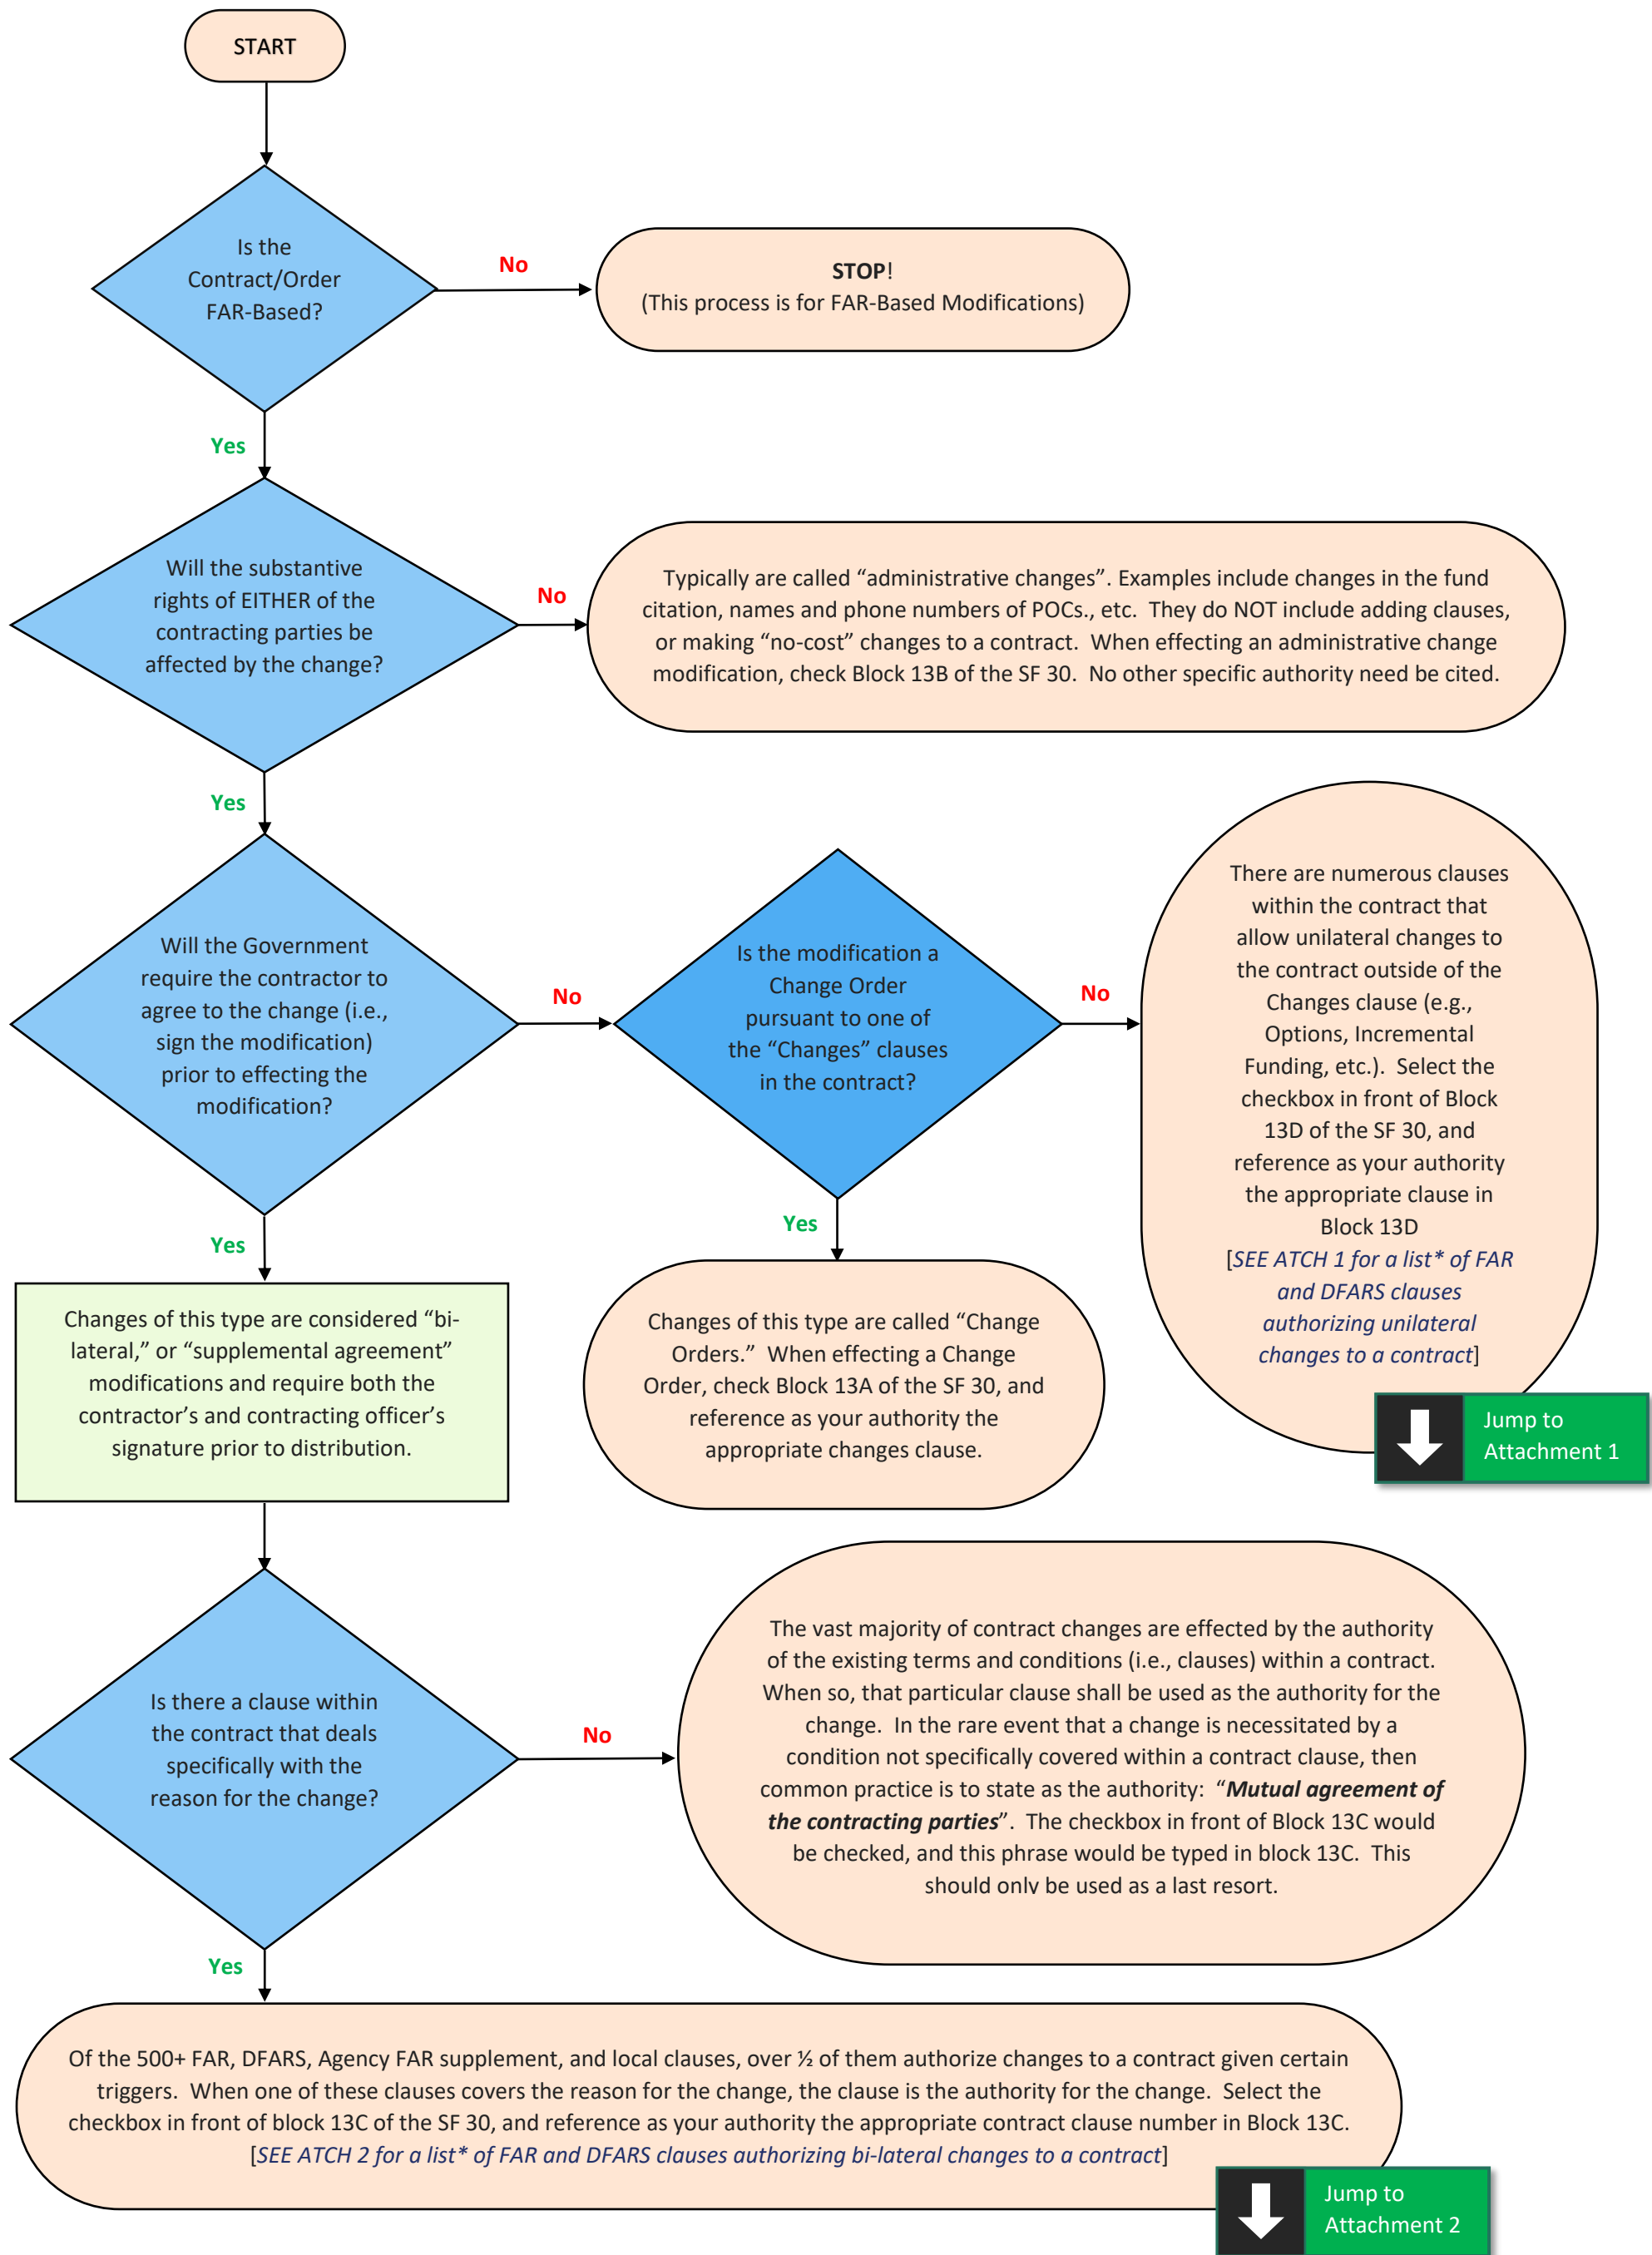 START
Is the
Contract/Order
FAR-Based?
No
STOP!
(This process is for FAR-Based Modifications)
Yes
Will the substantive
rights of EITHER of the
contracting parties be
affected by the change?
No
Typically are called “administrative changes”. Examples include changes in the fund
citation, names and phone numbers of POCs., etc. They do NOT include adding clauses,
or making “no-cost” changes to a contract. When effecting an administrative change
modification, check Block 13B of the SF 30. No other specific authority need be cited.
Yes
Will the Government
require the contractor to
agree to the change (i.e.,
sign the modification)
prior to effecting the
modification?
No
Is the modification a
Change Order
pursuant to one of
the “Changes” clauses
in the contract?
No
There are numerous clauses
within the contract that
allow unilateral changes to
the contract outside of the
Changes clause (e.g.,
Options, Incremental
Funding, etc.). Select the
checkbox in front of Block
13D of the SF 30, and
reference as your authority
the appropriate clause in
Block 13D
[SEE ATCH 1 for a list* of FAR
and DFARS clauses
authorizing unilateral
changes to a contract]
Jump to
Attachment 1
Yes
Changes of this type are called “Change
Orders.” When effecting a Change
Order, check Block 13A of the SF 30, and
reference as your authority the
appropriate changes clause.
Yes
Changes of this type are considered “bi-
lateral,” or “supplemental agreement”
modifications and require both the
contractor’s and contracting officer’s
signature prior to distribution.
Is there a clause within
the contract that deals
specifically with the
reason for the change?
No
The vast majority of contract changes are effected by the authority
of the existing terms and conditions (i.e., clauses) within a contract.
When so, that particular clause shall be used as the authority for the
change. In the rare event that a change is necessitated by a
condition not specifically covered within a contract clause, then
common practice is to state as the authority: “Mutual agreement of
the contracting parties”. The checkbox in front of Block 13C would
be checked, and this phrase would be typed in block 13C. This
should only be used as a last resort.
Yes
Of the 500+ FAR, DFARS, Agency FAR supplement, and local clauses, over ½ of them authorize changes to a contract given certain
triggers. When one of these clauses covers the reason for the change, the clause is the authority for the change. Select the
checkbox in front of block 13C of the SF 30, and reference as your authority the appropriate contract clause number in Block 13C.
[SEE ATCH 2 for a list* of FAR and DFARS clauses authorizing bi-lateral changes to a contract]
Jump to
Attachment 2